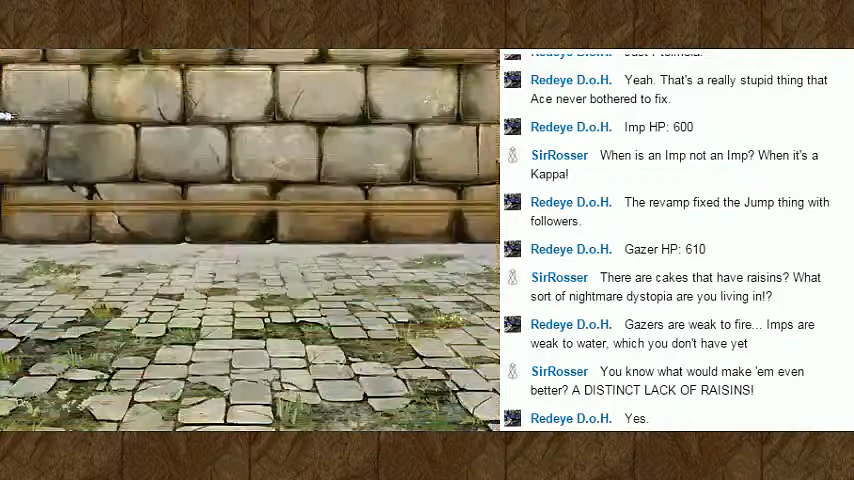 Redeye D.o.H. Yeah. That's a really stupid thing that
Ace never bothered to fix.
Redeye D.o.H. Imp HP: 600
SirRosser When is an Imp not an Imp? When it's a
Kappa!
Redeye D.o.H. The revamp fixed the Jump thing with
followers.
Redeye D.o.H. Gazer HP: 610
SirRosser There are cakes that have raisins? What
sort of nightmare dystopia are you living in!?
Redeye D.o.H. Gazers are weak to fire... Imps are
weak to water, which you don't have yet
SirRosser You know what would make 'em even
better? A DISTINCT LACK OF RAISINS!
Redeye D.o.H. Yes.